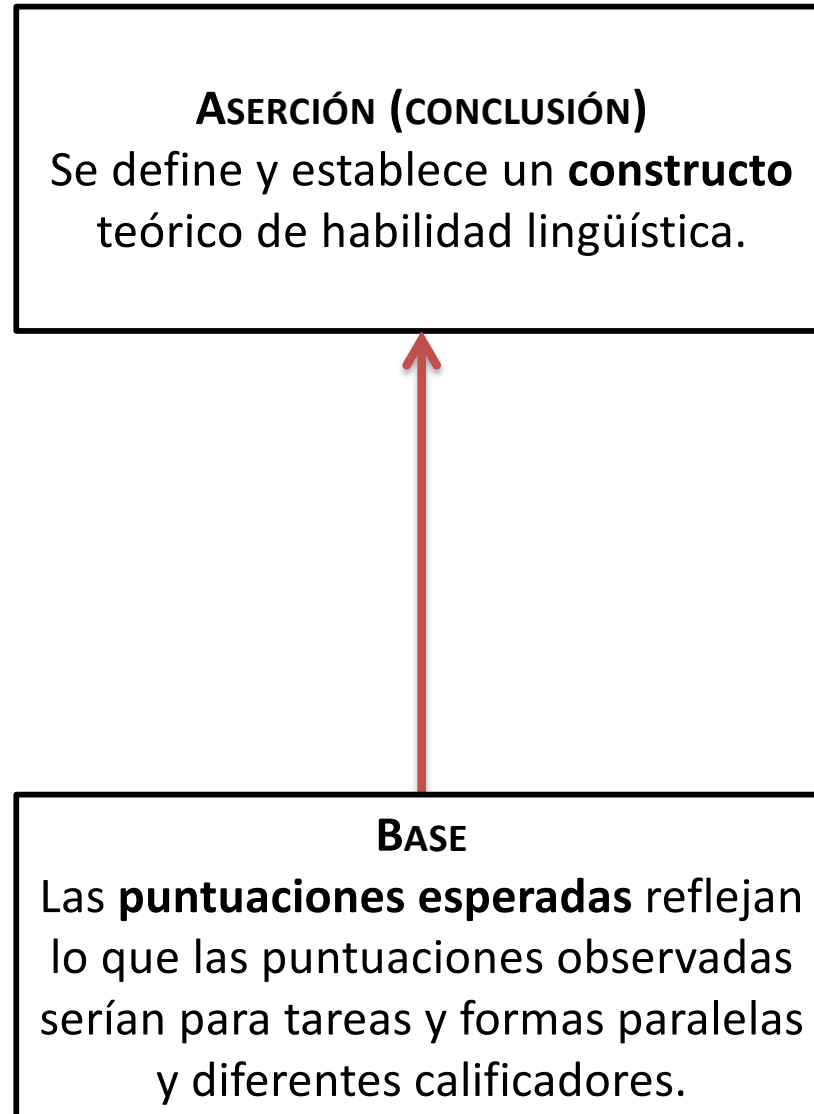 ASERCIÓN (CONCLUSIÓN)
Se define y establece un constructo
teórico de habilidad lingüística.
BASE
Las puntuaciones esperadas reflejan
lo que las puntuaciones observadas
serían para tareas y formas paralelas
y diferentes calificadores.